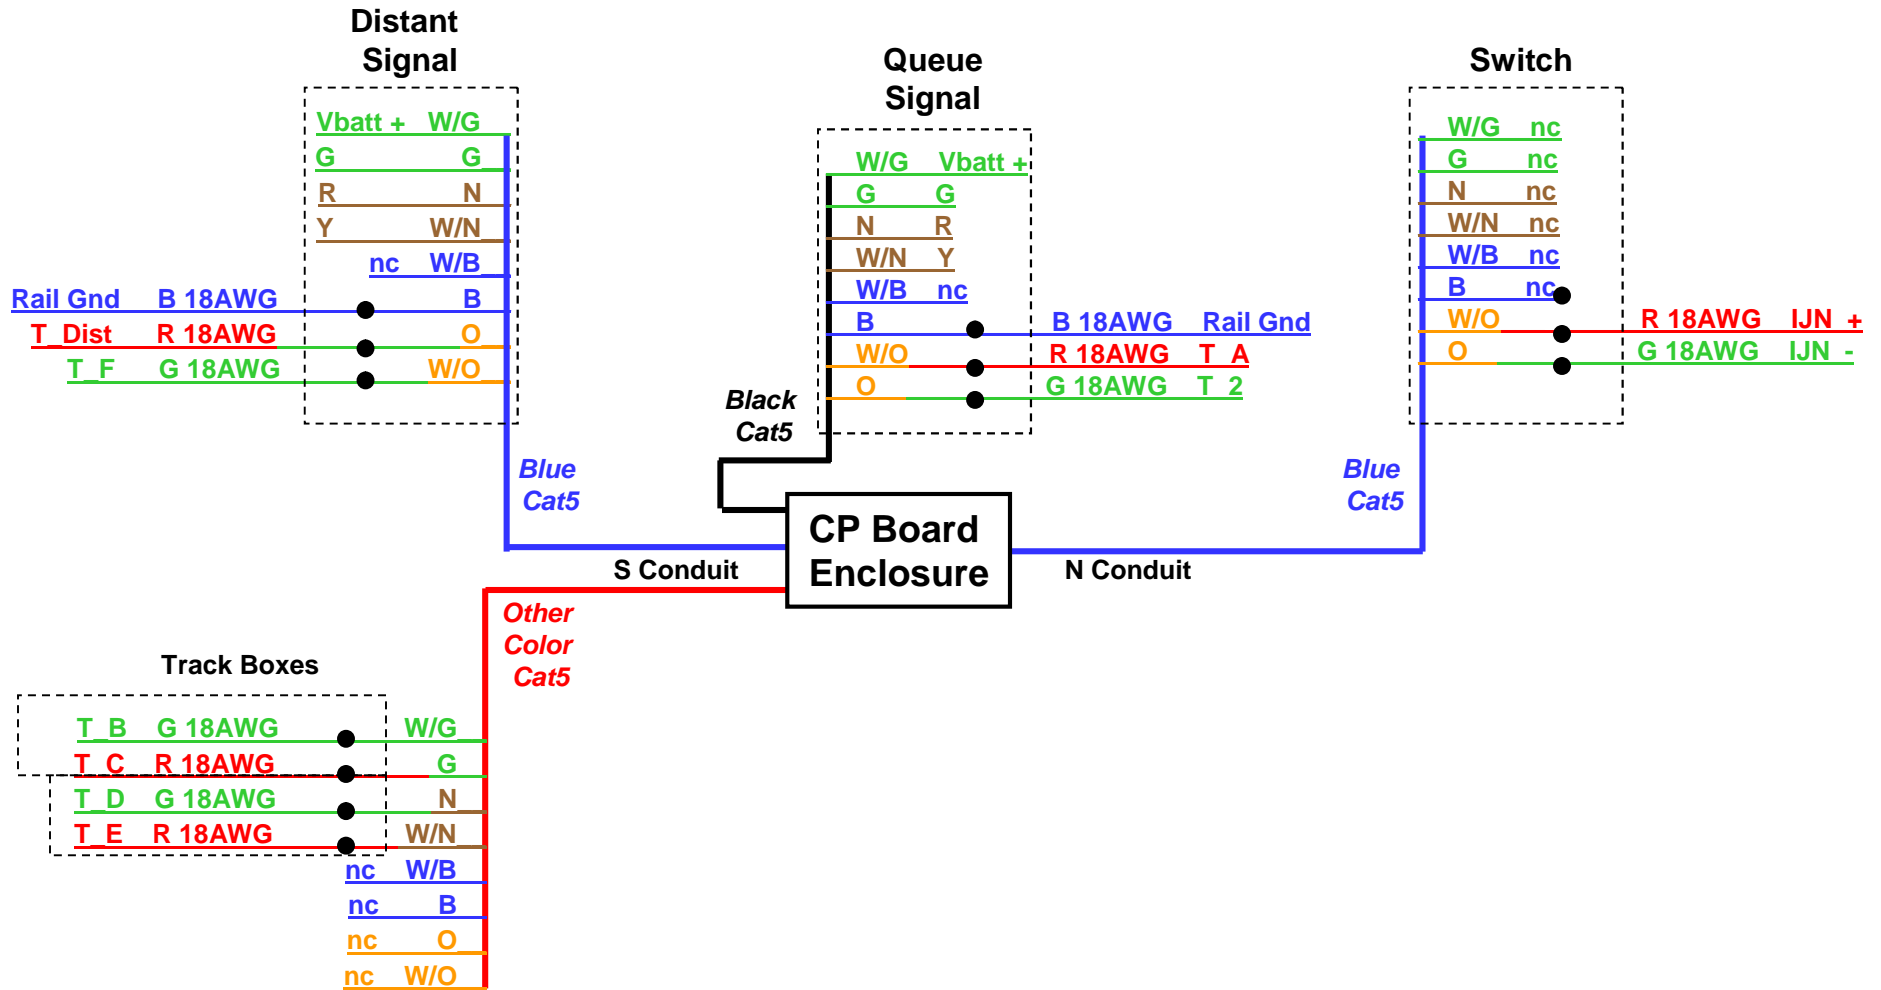 Distant
Signal
Vbatt + W/G
G G
R N
Y W/N
nc W/B
Rail Gnd B 18AWG B
T_Dist R 18AWG O
T_F G 18AWG W/O
Queue
Signal
W/G Vbatt +
G G
N R
W/N Y
W/B nc
B B 18AWG Rail Gnd
W/O R 18AWG T_A
O G 18AWG T_2
Switch
W/G nc
G nc
N nc
W/N nc
W/B nc
B nc
W/O R 18AWG IJN_+
O G 18AWG IJN_-
Black
Cat5
Blue
Cat5
Blue
Cat5
CP Board
Enclosure
S Conduit
N Conduit
Other
Color
Cat5
Track Boxes
T_B G 18AWG W/G
T_C R 18AWG G
T_D G 18AWG N
T_E R 18AWG W/N
nc W/B
nc B
nc O
nc W/O